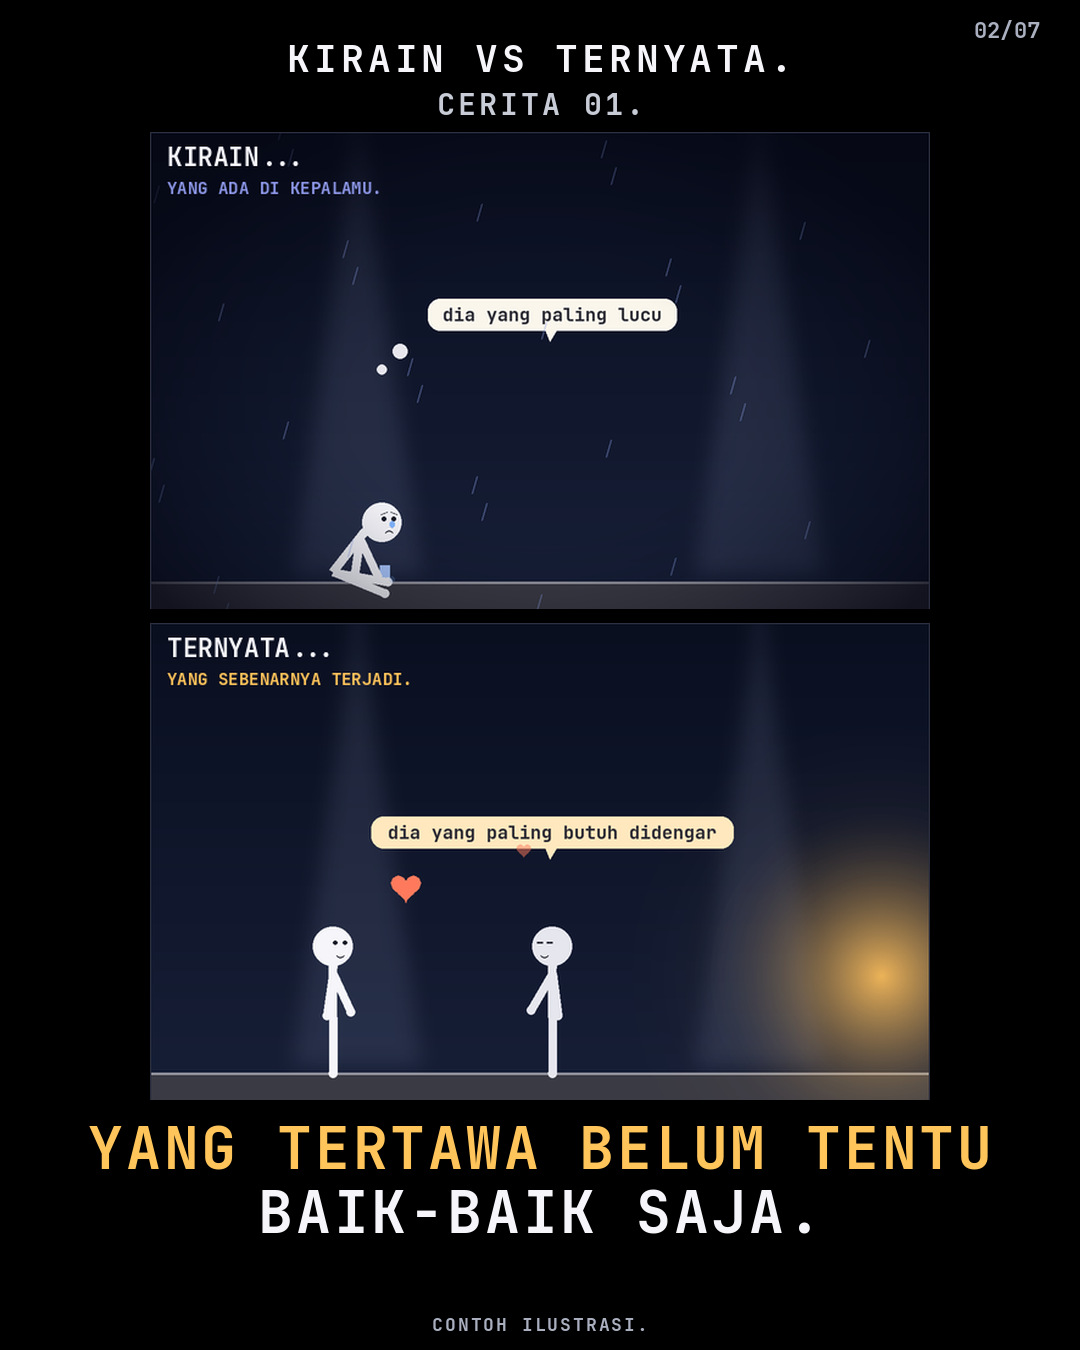 02/07
KIRAIN VS TERNYATA.
CERITA 01.
KIRAIN...
YANG ADA DI KEPALAMU.
dia yang paling lucu
TERNYATA...
YANG SEBENARNYA TERJADI.
dia yang paling butuh didengar
YANG TERTAWA BELUM TENTU
BAIK-BAIK SAJA.
CONTOH ILUSTRASI.